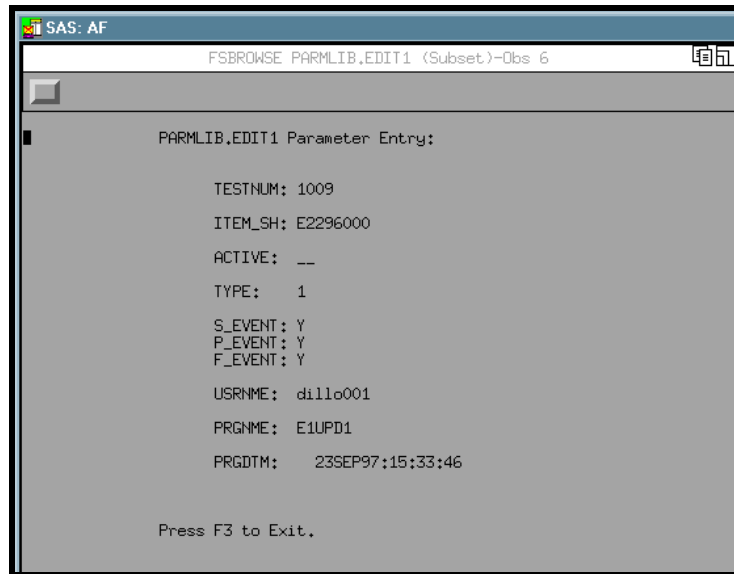 SAS: AF
FSBROWSE PARMLIB.EDIT1 (Subset)-Obs 6
PARMLIB.EDIT1 Parameter Entry:
TESTNUM: 1009
ITEM_SH: E2296000
ACTIVE: __
TYPE: 1
S_EVENT: Y
P_EVENT: Y
F_EVENT: Y
USRNME: dillo001
PRGNME: E1UPD1
PRGDTM: 23SEP97:15:33:46
Press F3 to Exit.